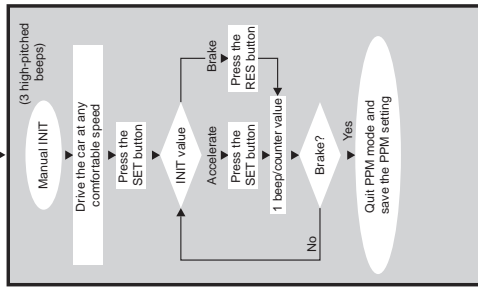 (3 high-pitched
beeps)
Manual INIT
Drive the car at any
comfortable speed
Press the
SET button
INIT value
Accelerate
Brake
Press the
SET button
Press the
RES button
1 beep/counter value
Brake?
No
Yes
Quit PPM mode and
save the PPM setting